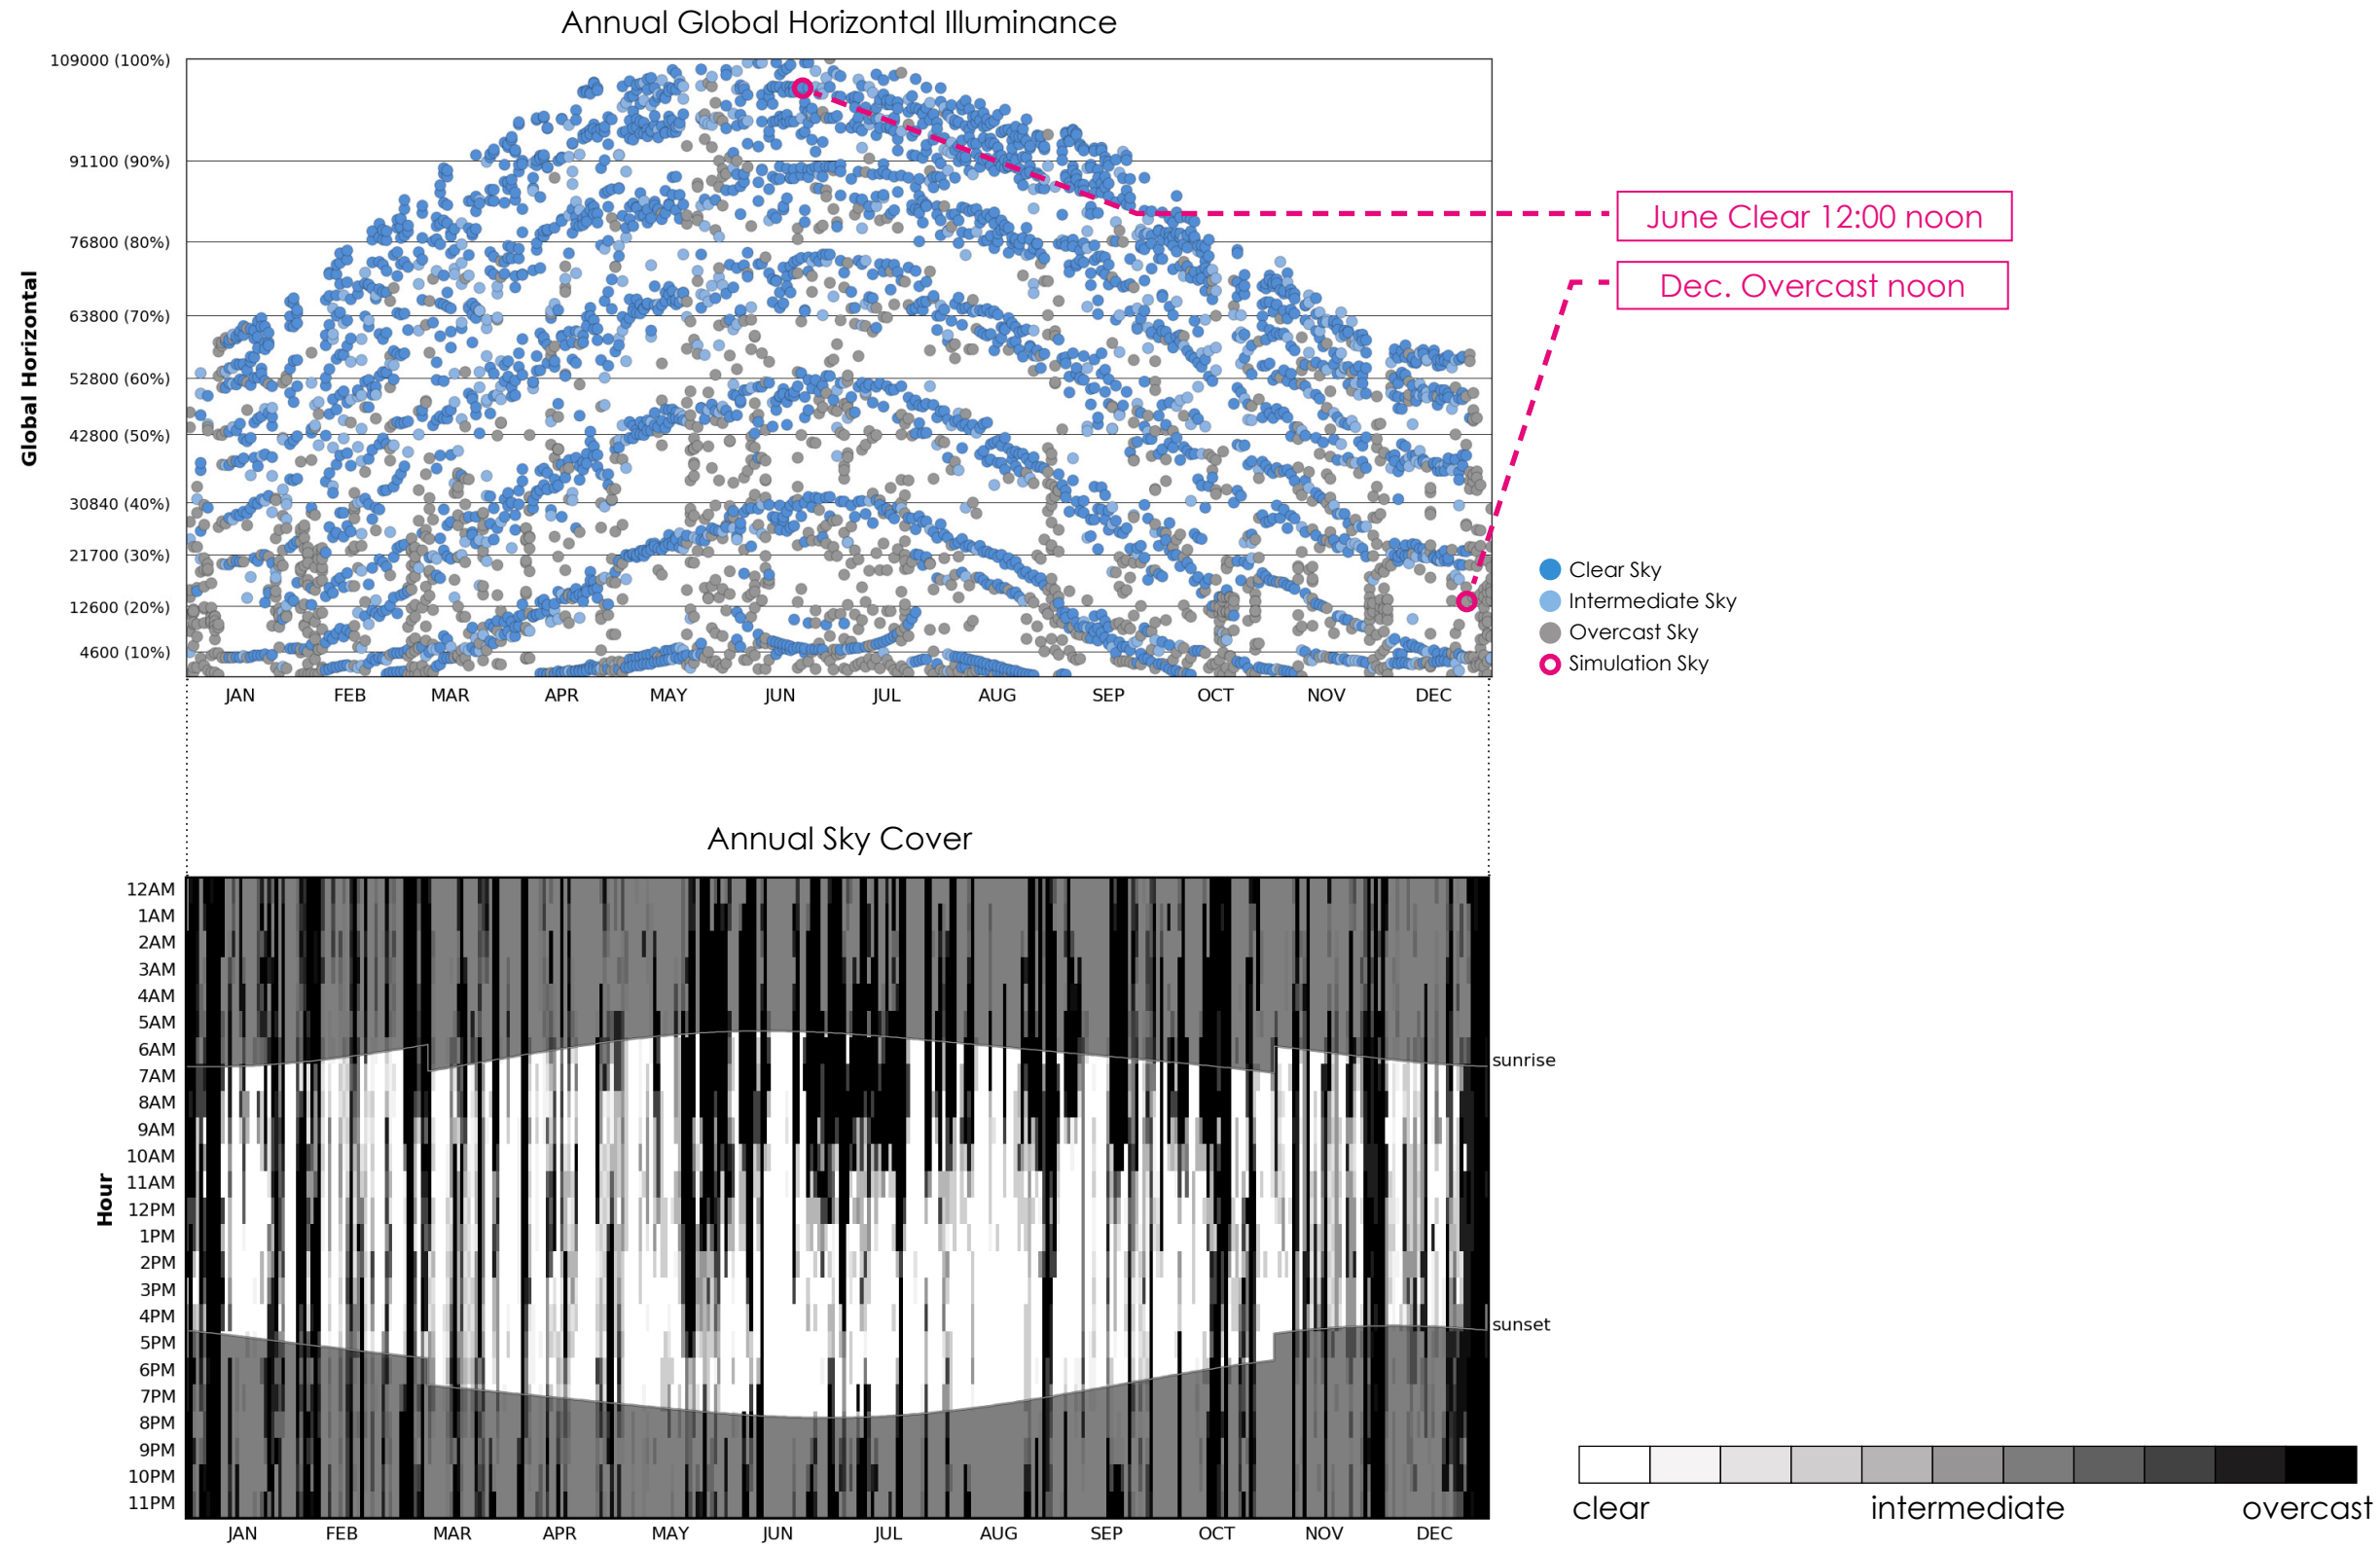 Annual Global Horizontal Illuminance
Global Horizontal
109000 (100%)
91100 (90%)
76800 (80%)
63800 (70%)
52800 (60%)
42800 (50%)
30840 (40%)
21700 (30%)
12600 (20%)
4600 (10%)
JAN FEB MAR APR MAY JUN JUL AUG SEP OCT NOV DEC
June Clear 12:00 noon
Dec. Overcast noon
Clear Sky
Intermediate Sky
Overcast Sky
Simulation Sky
Annual Sky Cover
Hour
12AM
1AM
2AM
3AM
4AM
5AM
6AM
7AM
8AM
9AM
10AM
11AM
12PM
1PM
2PM
3PM
4PM
5PM
6PM
7PM
8PM
9PM
10PM
11PM
sunrise
sunset
JAN FEB MAR APR MAY JUN JUL AUG SEP OCT NOV DEC
clear intermediate overcast